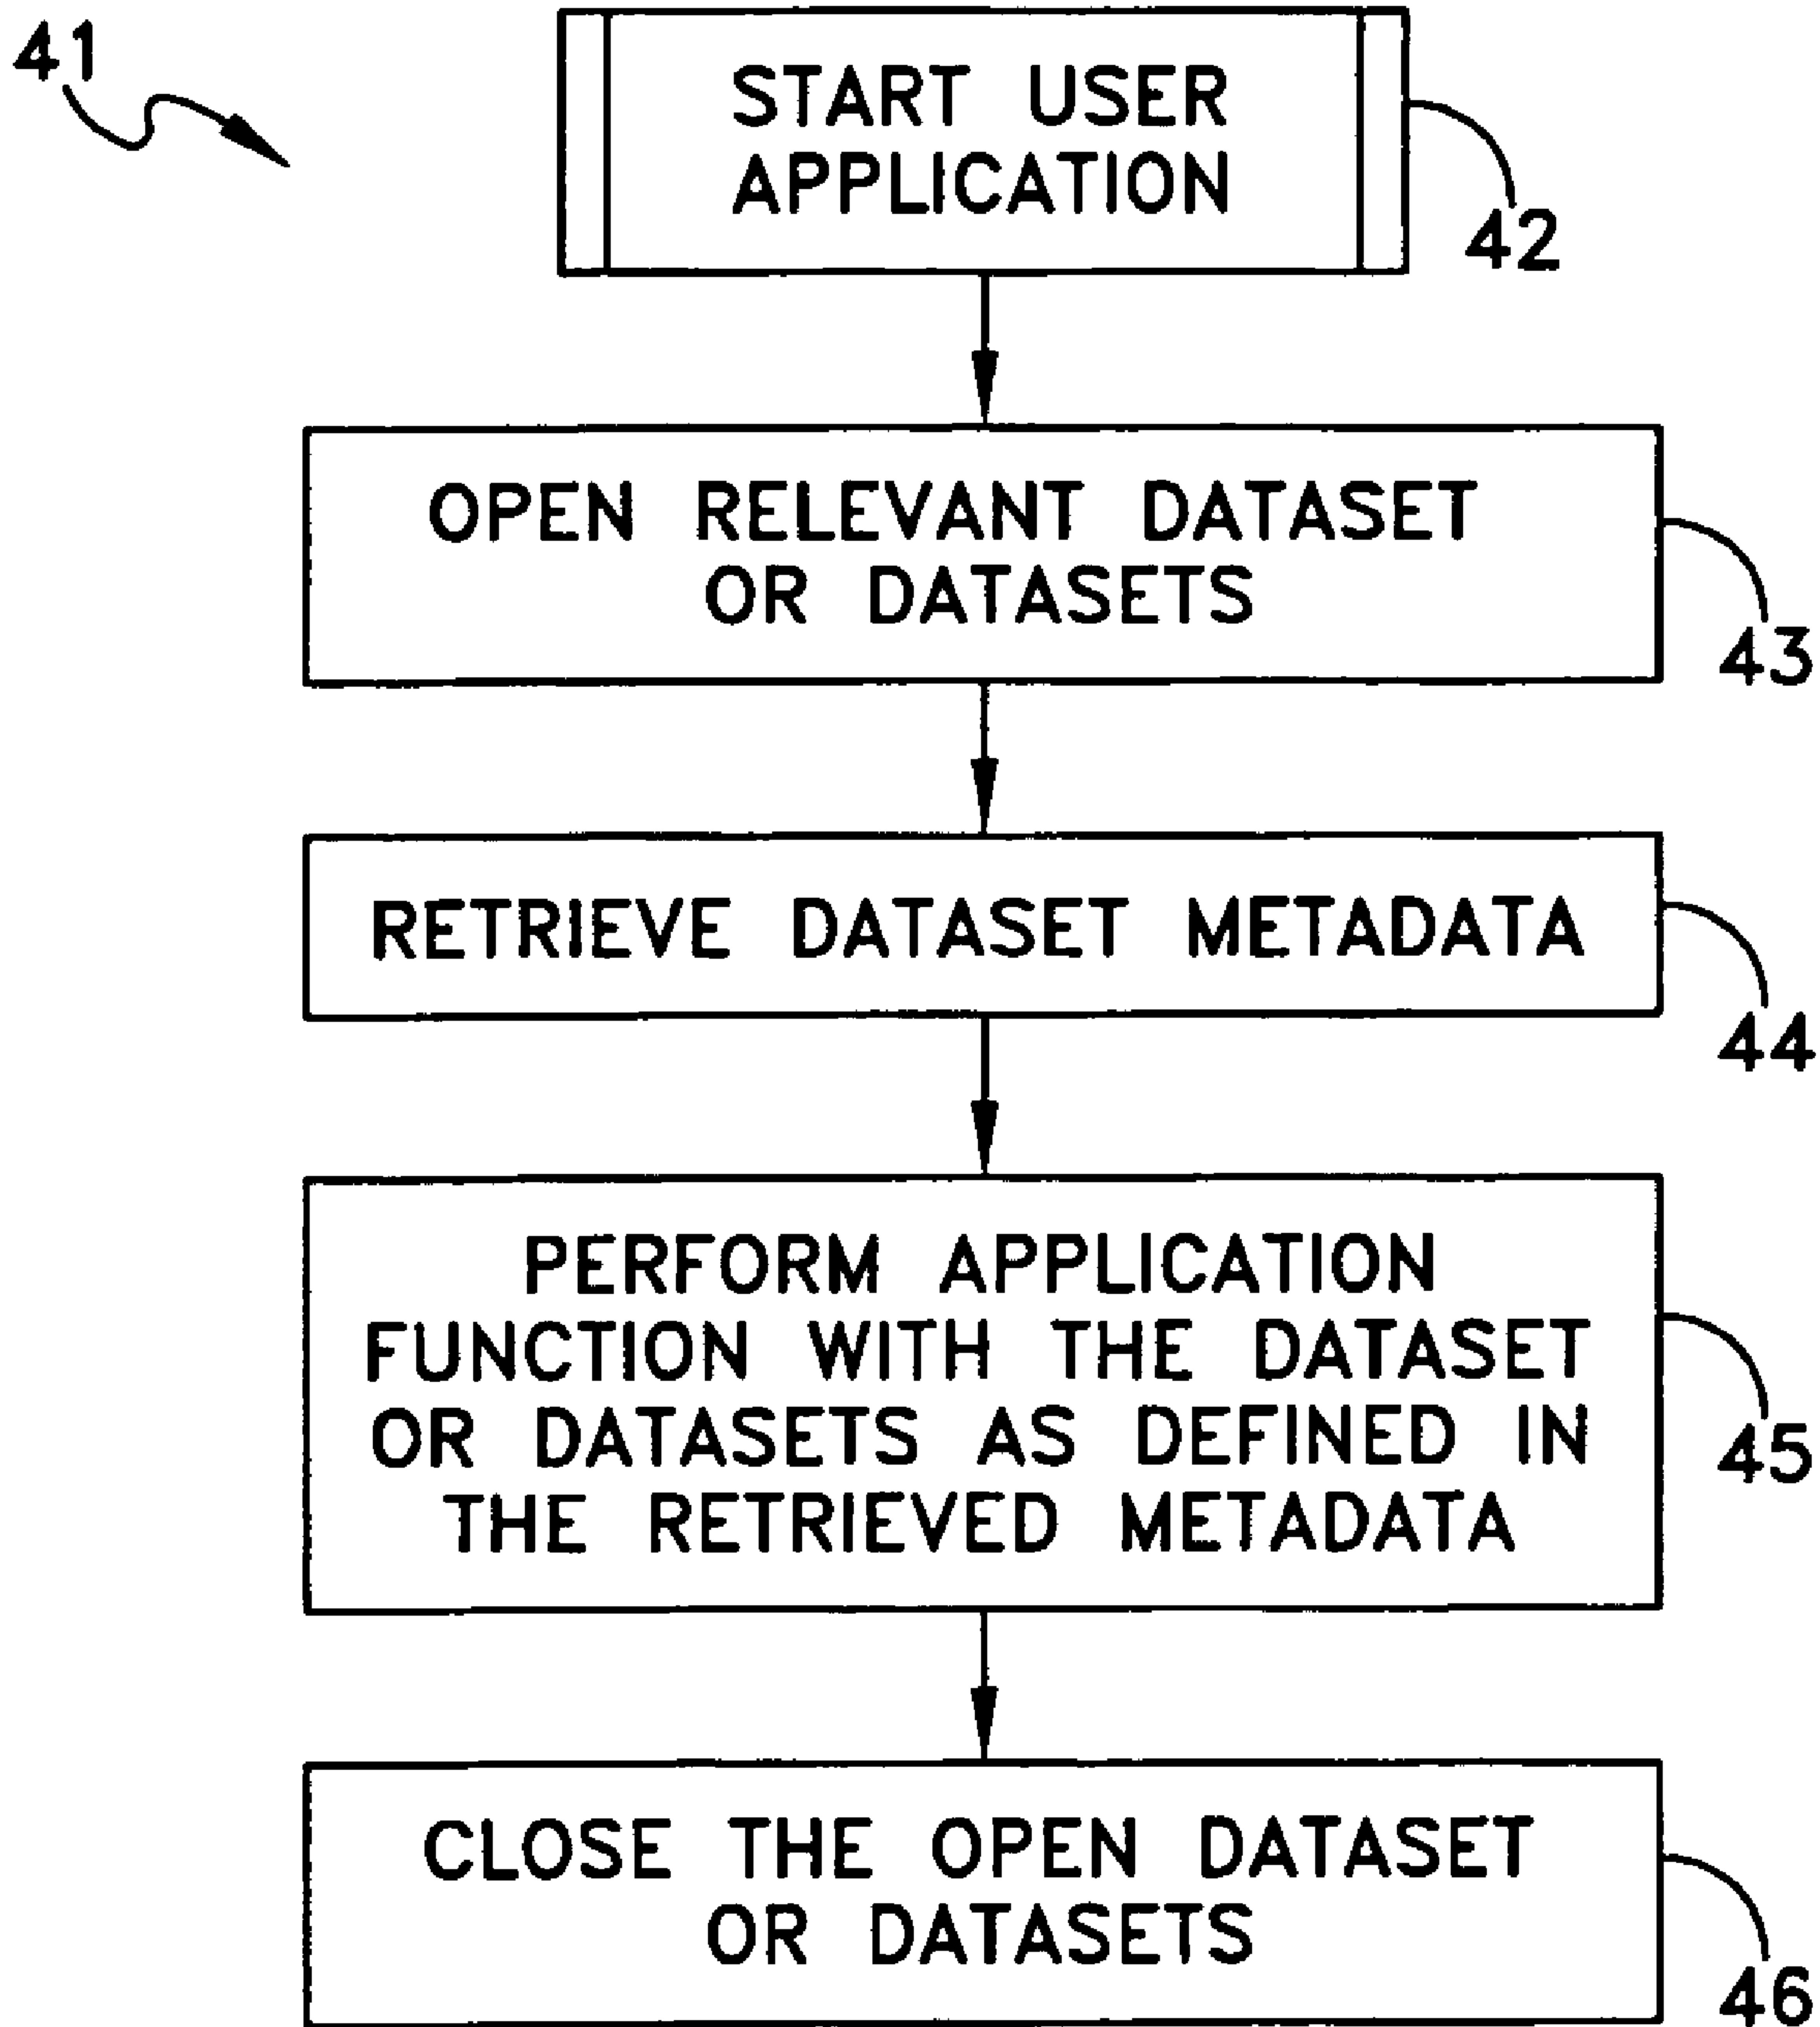 41
START USER
APPLICATION
42
OPEN RELEVANT DATASET
OR DATASETS
43
RETRIEVE DATASET METADATA
44
PERFORM APPLICATION
FUNCTION WITH THE DATASET
OR DATASETS AS DEFINED IN
THE RETRIEVED METADATA
45
CLOSE THE OPEN DATASET
OR DATASETS
46